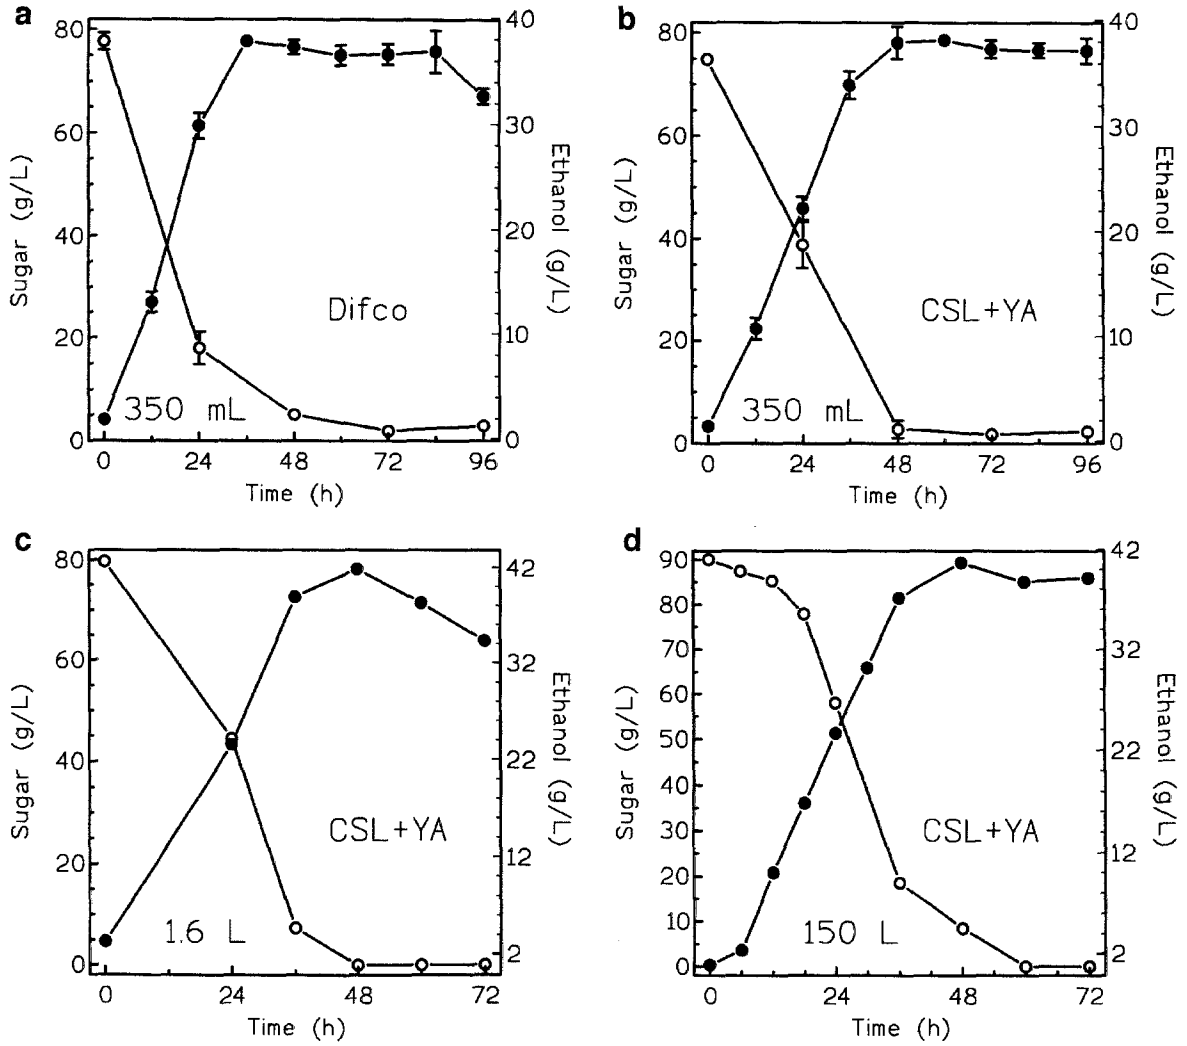 a
80
60
40
20
0
Sugar (g/L)
40
30
20
10
0
Ethanol (g/L)
Difco
350 mL
0 24 48 72 96
Time (h)
b
80
60
40
20
0
Sugar (g/L)
40
30
20
10
0
Ethanol (g/L)
CSL+YA
350 mL
0 24 48 72 96
Time (h)
c
80
60
40
20
0
Sugar (g/L)
42
32
22
12
2
Ethanol (g/L)
CSL+YA
1.6 L
0 24 48 72
Time (h)
d
90
80
70
60
50
40
30
20
10
0
Sugar (g/L)
42
32
22
12
2
Ethanol (g/L)
CSL+YA
150 L
0 24 48 72
Time (h)